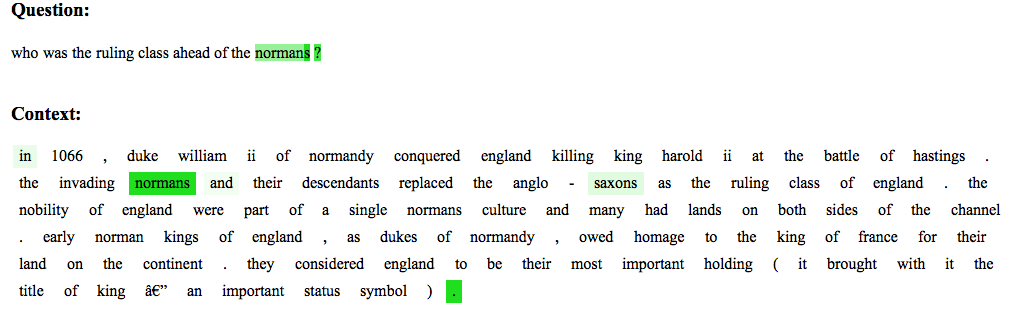 Question:
who was the ruling class ahead of the normans ?
Context:
in 1066 , duke william ii of normandy conquered england killing king harold ii at the battle of hastings .
the invading normans and their descendants replaced the anglo - saxons as the ruling class of england . the
nobility of england were part of a single normans culture and many had lands on both sides of the channel
. early norman kings of england , as dukes of normandy , owed homage to the king of france for their
land on the continent . they considered england to be their most important holding ( it brought with it the
title of king â€” an important status symbol ) .